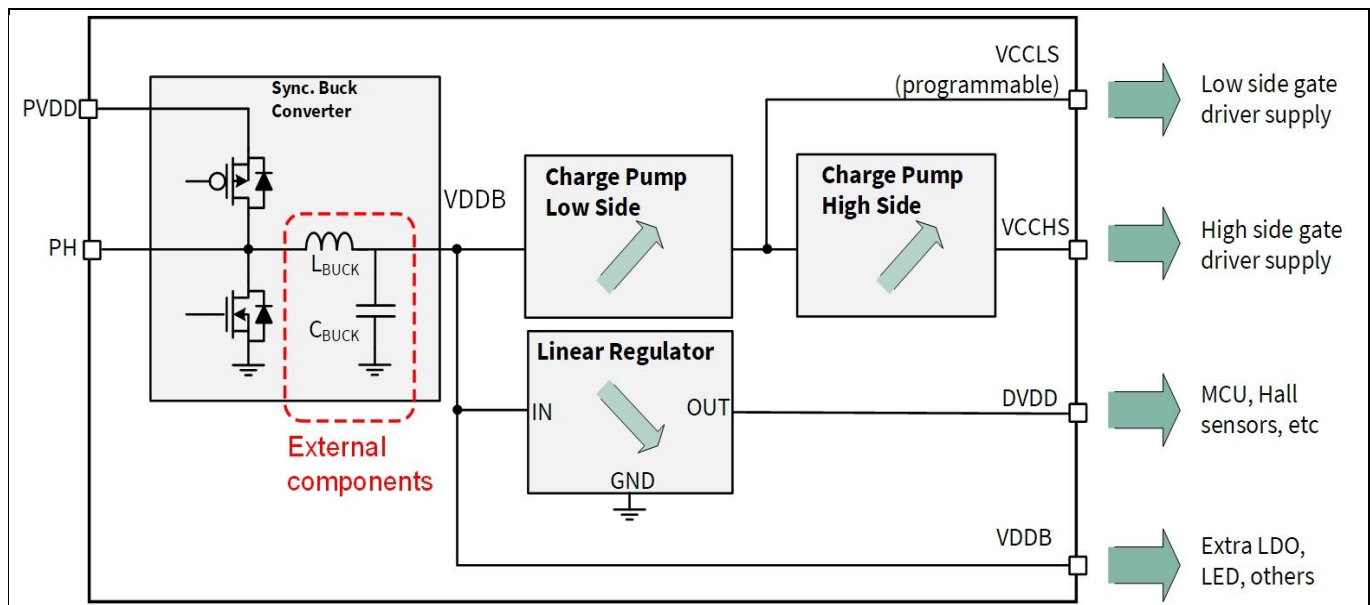 Sync. Buck
Converter
PVDD
PH
VDDB
L_BUCK
C_BUCK
External
components
Charge Pump
Low Side
Charge Pump
High Side
Linear Regulator
IN
OUT
GND
VCCLS
(programmable)
VCCHS
DVDD
VDDB
Low side gate
driver supply
High side gate
driver supply
MCU, Hall
sensors, etc
Extra LDO,
LED, others